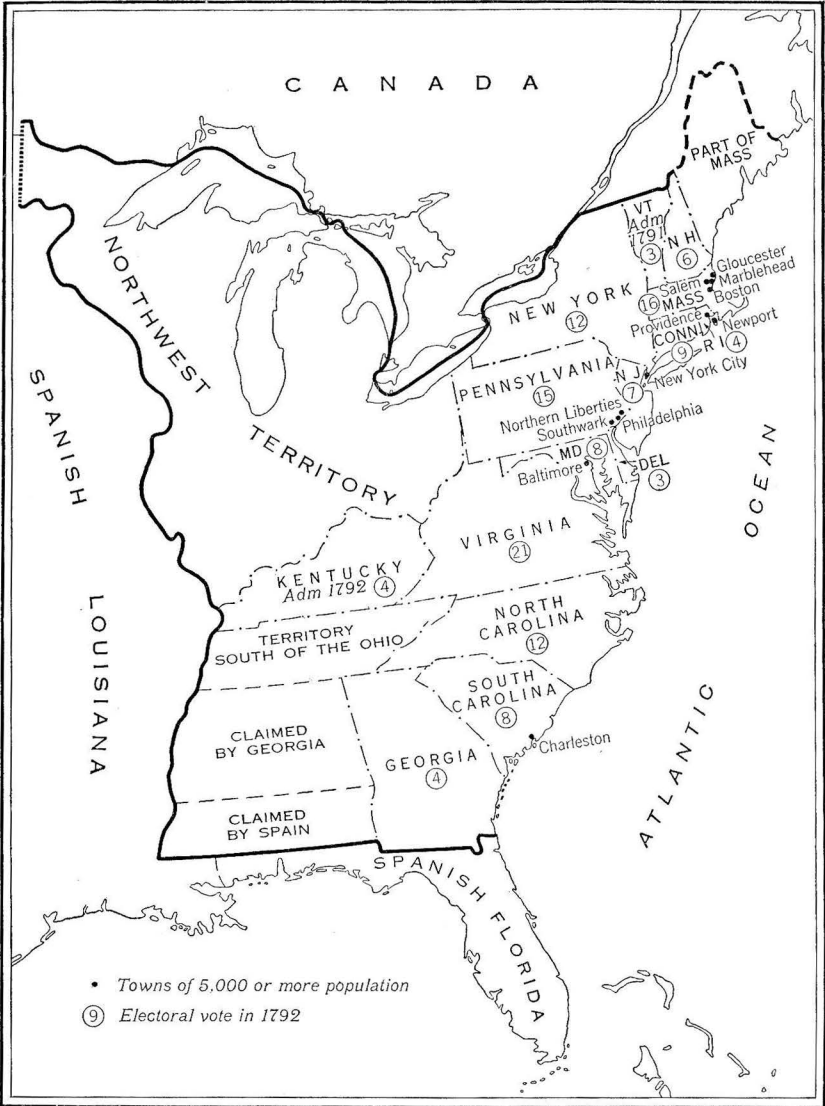 CANADA
PART OF
MASS
VT
Adm
1791
3
NH
6
Gloucester
Marblehead
Salem
Boston
16
MASS
NEW YORK
12
Providence
CONN
Newport
9
RI
4
PENNSYLVANIA
15
NJ
7
New York City
Northern Liberties
Southwark
Philadelphia
MD
8
Baltimore
DEL
3
NORTHWEST
TERRITORY
SPANISH
LOUISIANA
VIRGINIA
21
KENTUCKY
Adm 1792
4
TERRITORY
SOUTH OF THE OHIO
NORTH
CAROLINA
12
SOUTH
CAROLINA
8
Charleston
CLAIMED
BY GEORGIA
GEORGIA
4
CLAIMED
BY SPAIN
SPANISH FLORIDA
ATLANTIC
OCEAN
Towns of 5,000 or more population
9 Electoral vote in 1792